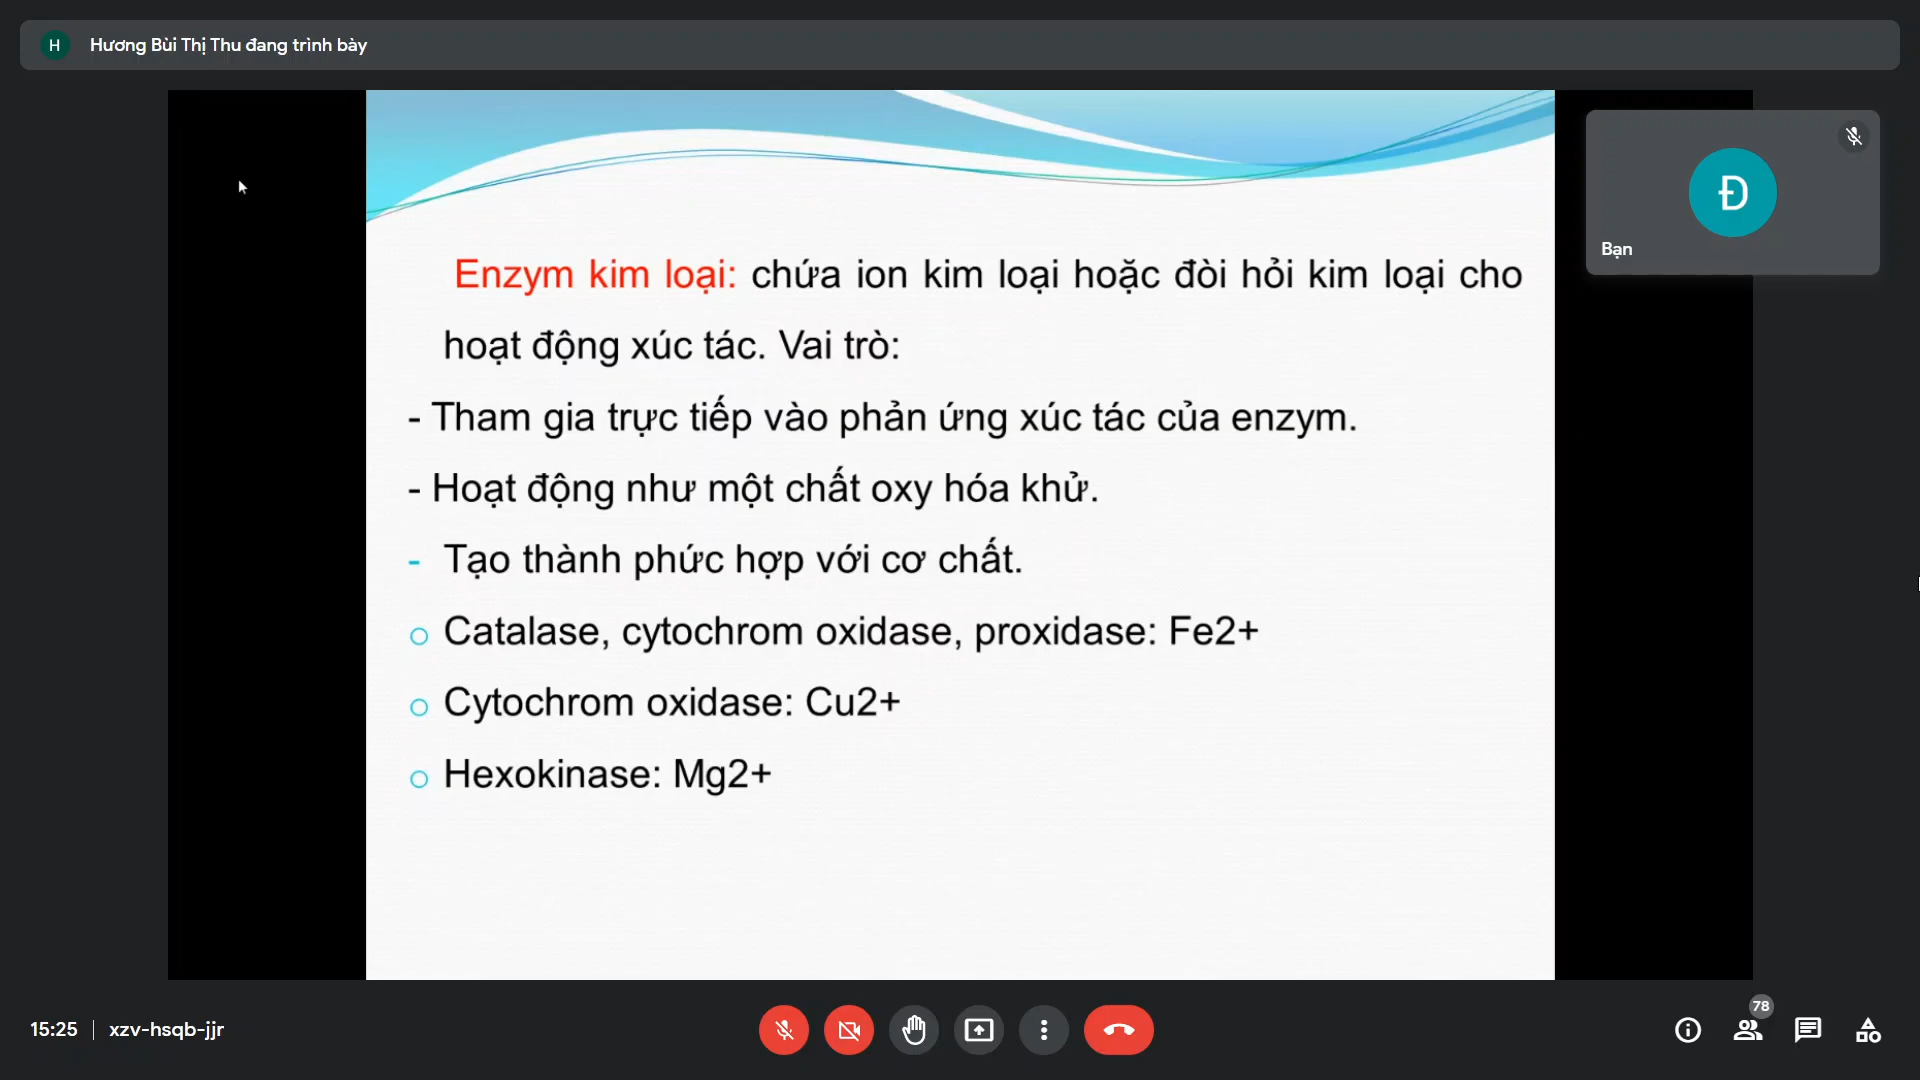 H
Hương Bùi Thị Thu đang trình bày
Đ
Bạn
Enzym kim loại: chứa ion kim loại hoặc đòi hỏi kim loại cho
hoạt động xúc tác. Vai trò:
- Tham gia trực tiếp vào phản ứng xúc tác của enzym.
- Hoạt động như một chất oxy hóa khử.
- Tạo thành phức hợp với cơ chất.
o Catalase, cytochrom oxidase, proxidase: Fe2+
o Cytochrom oxidase: Cu2+
o Hexokinase: Mg2+
15:25 | xzv-hsqb-jjr
78